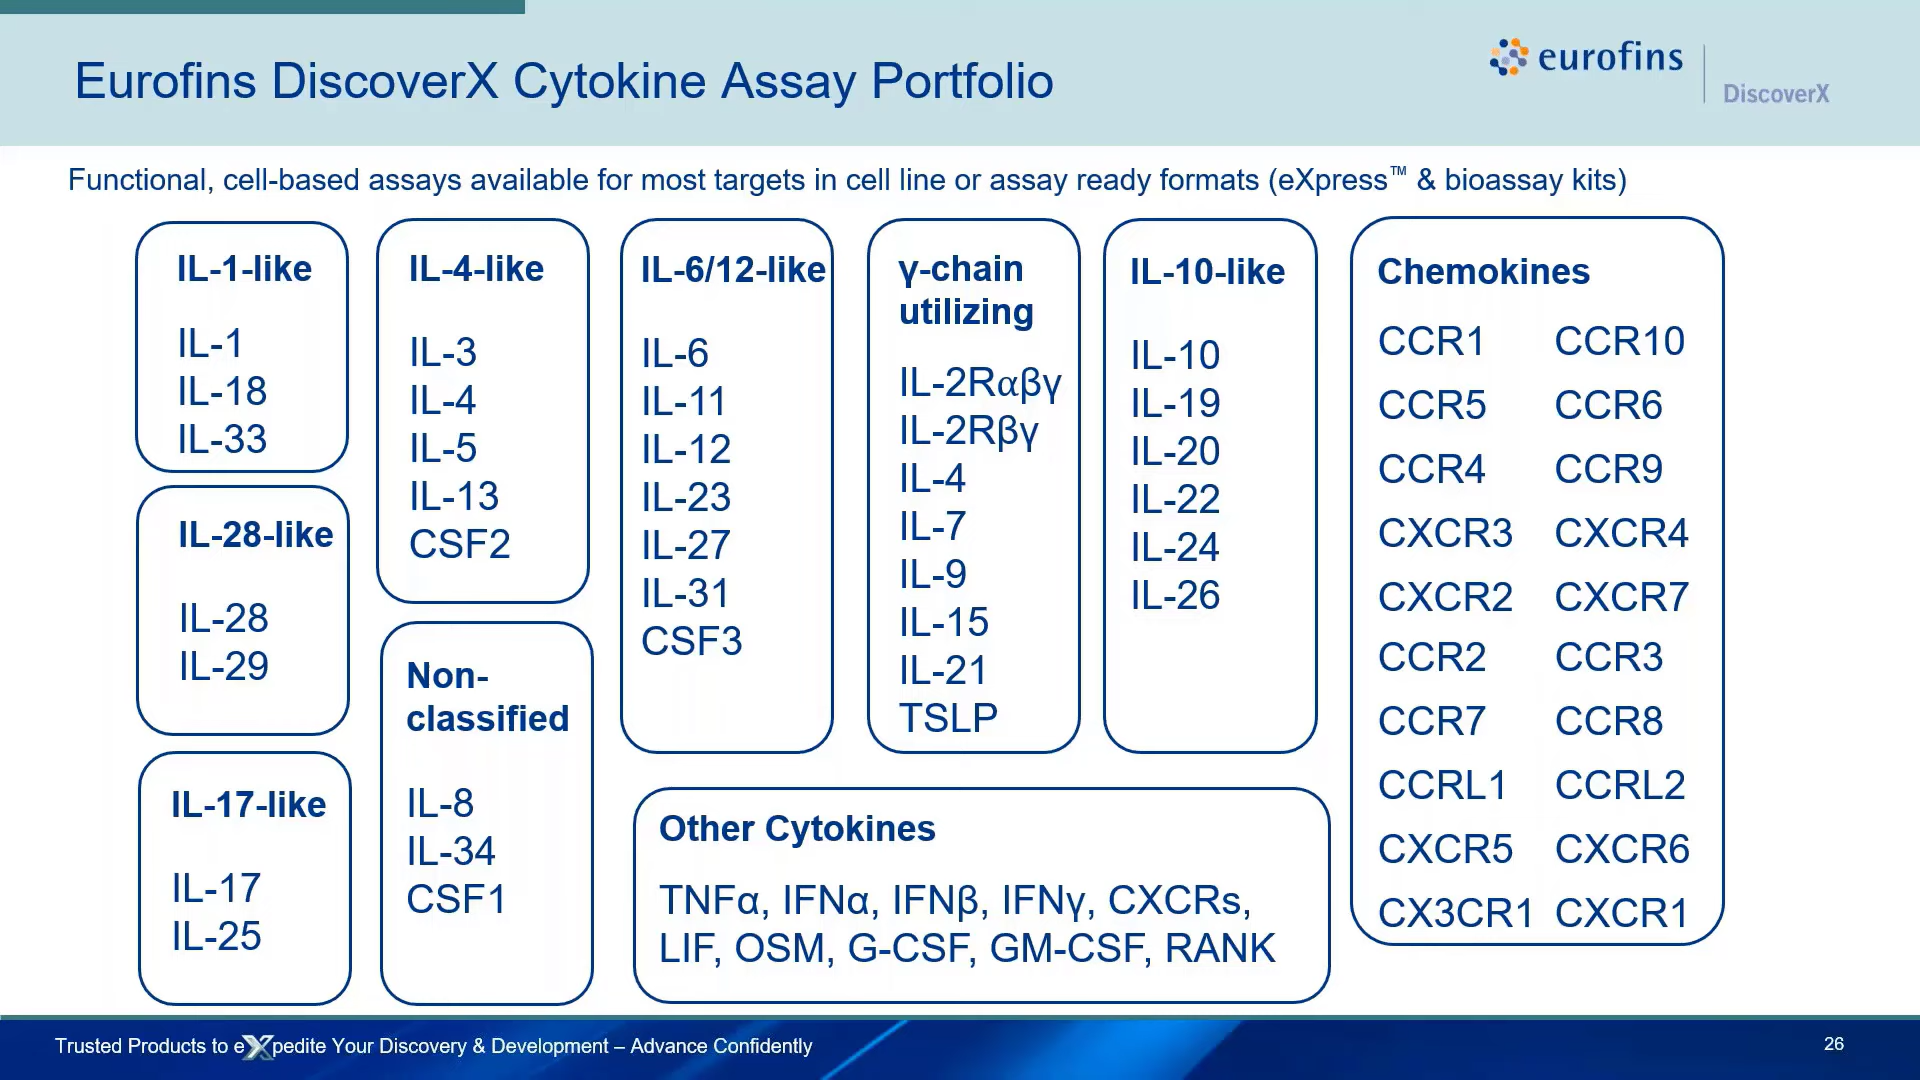 Eurofins DiscoverX Cytokine Assay Portfolio
eurofins
DiscoverX
Functional, cell-based assays available for most targets in cell line or assay ready formats (eXpress™ & bioassay kits)
IL-1-like
IL-1
IL-18
IL-33
IL-28-like
IL-28
IL-29
IL-17-like
IL-17
IL-25
IL-4-like
IL-3
IL-4
IL-5
IL-13
CSF2
Non-
classified
IL-8
IL-34
CSF1
IL-6/12-like
IL-6
IL-11
IL-12
IL-23
IL-27
IL-31
CSF3
γ-chain
utilizing
IL-2Rαβγ
IL-2Rβγ
IL-4
IL-7
IL-9
IL-15
IL-21
TSLP
IL-10-like
IL-10
IL-19
IL-20
IL-22
IL-24
IL-26
Other Cytokines
TNFα, IFNα, IFNβ, IFNγ, CXCRs,
LIF, OSM, G-CSF, GM-CSF, RANK
Chemokines
CCR1 CCR10
CCR5 CCR6
CCR4 CCR9
CXCR3 CXCR4
CXCR2 CXCR7
CCR2 CCR3
CCR7 CCR8
CCRL1 CCRL2
CXCR5 CXCR6
CX3CR1 CXCR1
Trusted Products to eXpedite Your Discovery & Development – Advance Confidently
26